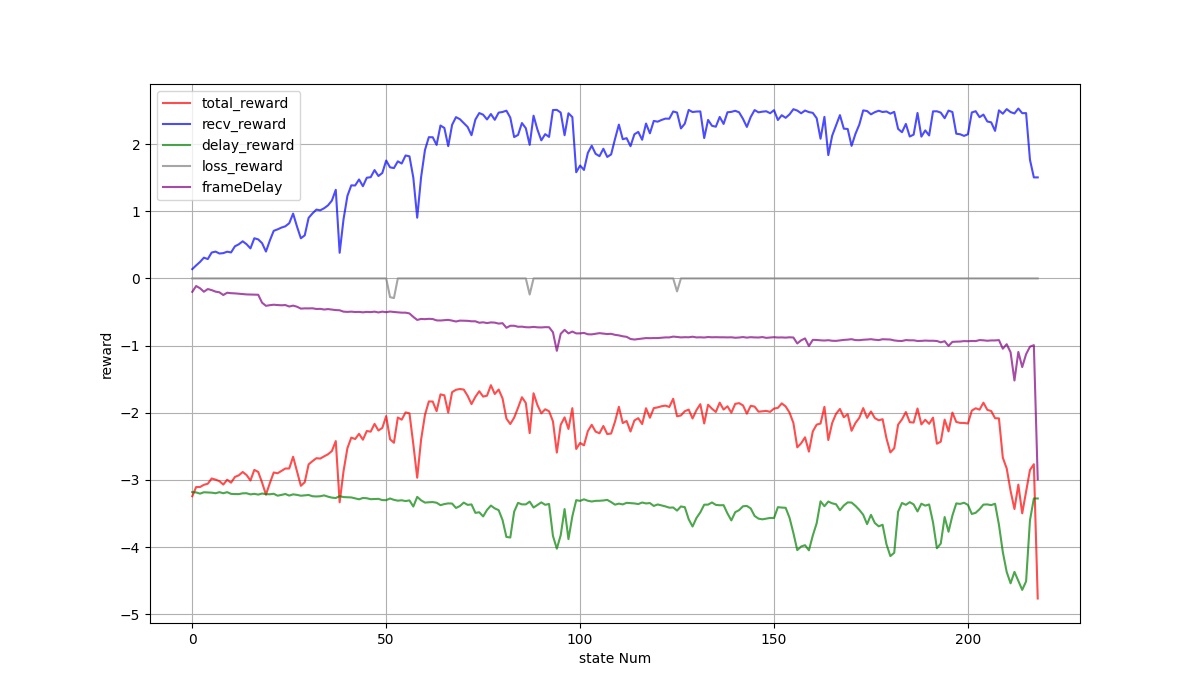 total_reward
recv_reward
delay_reward
loss_reward
frameDelay
2
1
0
−1
−2
−3
−4
−5
reward
0 50 100 150 200
state Num